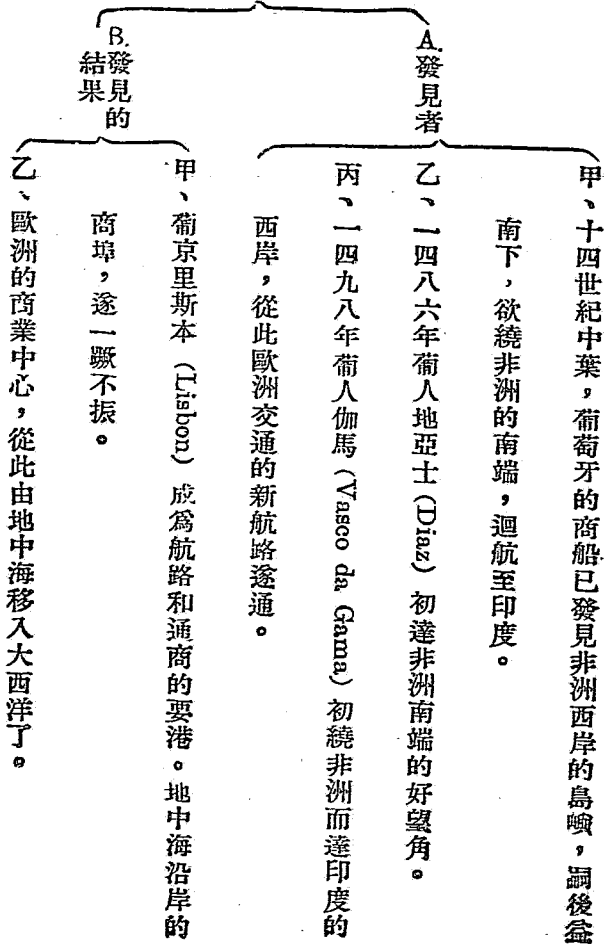 A.發見者
甲、十四世紀中葉，葡萄牙的商船已發見非洲西岸的島嶼，嗣後益
南下，欲繞非洲的南端，迴航至印度。
乙、一四八六年葡人地亞士(Diaz)初達非洲南端的好望角。
丙、一四九八年葡人伽馬(Vasco da Gama)初繞非洲而達印度的
西岸，從此歐洲交通的新航路遂通。
B.發見的
結果
甲、葡京里斯本(Lisbon)成爲航路和通商的要港。地中海沿岸的
商埠，遂一蹶不振。
乙、歐洲的商業中心，從此由地中海移入大西洋了。